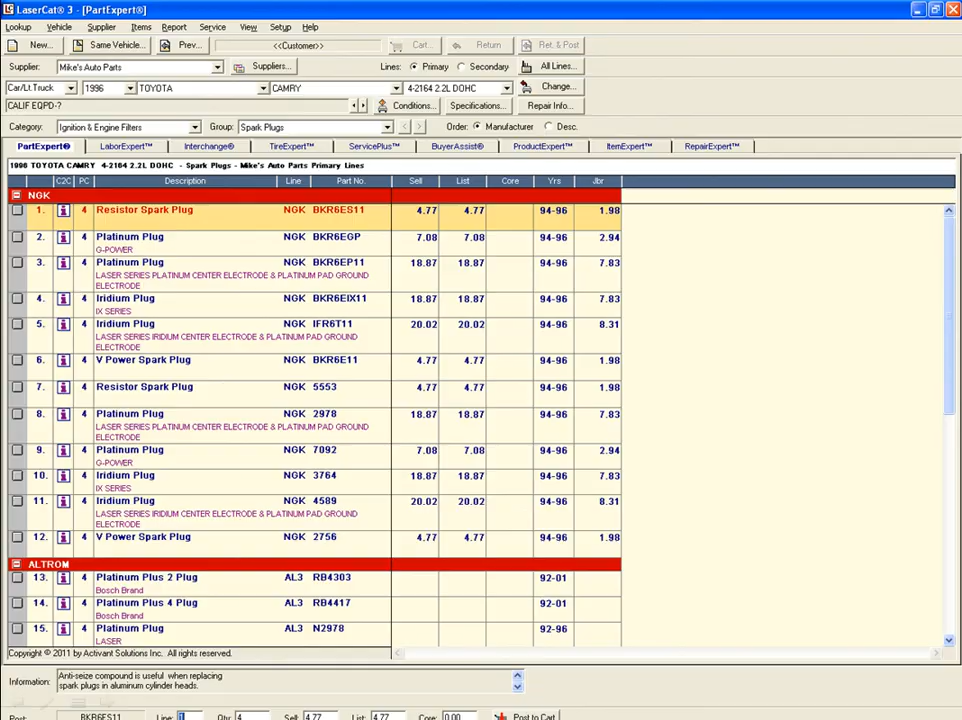 LaserCat® 3 - [PartExpert®]
Lookup Vehicle Supplier Items Report Service View Setup Help
New... Same Vehicle... Prev... <<Customer>> Cart... Return Ret. & Post
Supplier: Mike's Auto Parts Suppliers... Lines: Primary Secondary All Lines...
Car/Lt.Truck 1996 TOYOTA CAMRY 4-2164 2.2L DOHC Change...
CALIF EQPD-? Conditions... Specifications... Repair Info...
Category: Ignition & Engine Filters Group: Spark Plugs Order: Manufacturer Desc.
PartExpert® LaborExpert™ Interchange® TireExpert™ ServicePlus™ BuyerAssist® ProductExpert™ ItemExpert™ RepairExpert™
1996 TOYOTA CAMRY 4-2164 2.2L DOHC - Spark Plugs - Mike's Auto Parts Primary Lines
C2C PC Description Line Part No. Sell List Core Yrs Jbr
NGK
1. 4 Resistor Spark Plug NGK BKR6ES11 4.77 4.77 94-96 1.98
2. 4 Platinum Plug NGK BKR6EGP 7.08 7.08 94-96 2.94
G-POWER
3. 4 Platinum Plug NGK BKR6EP11 18.87 18.87 94-96 7.83
LASER SERIES PLATINUM CENTER ELECTRODE & PLATINUM PAD GROUND
ELECTRODE
4. 4 Iridium Plug NGK BKR6EIX11 18.87 18.87 94-96 7.83
IX SERIES
5. 4 Iridium Plug NGK IFR6T11 20.02 20.02 94-96 8.31
LASER SERIES IRIDIUM CENTER ELECTRODE & PLATINUM PAD GROUND
ELECTRODE
6. 4 V Power Spark Plug NGK BKR6E11 4.77 4.77 94-96 1.98
7. 4 Resistor Spark Plug NGK 5553 4.77 4.77 94-96 1.98
8. 4 Platinum Plug NGK 2978 18.87 18.87 94-96 7.83
LASER SERIES PLATINUM CENTER ELECTRODE & PLATINUM PAD GROUND
ELECTRODE
9. 4 Platinum Plug NGK 7092 7.08 7.08 94-96 2.94
G-POWER
10. 4 Iridium Plug NGK 3764 18.87 18.87 94-96 7.83
IX SERIES
11. 4 Iridium Plug NGK 4589 20.02 20.02 94-96 8.31
LASER SERIES IRIDIUM CENTER ELECTRODE & PLATINUM PAD GROUND
ELECTRODE
12. 4 V Power Spark Plug NGK 2756 4.77 4.77 94-96 1.98
ALTROM
13. 4 Platinum Plus 2 Plug AL3 RB4303 92-01
Bosch Brand
14. 4 Platinum Plus 4 Plug AL3 RB4417 92-01
Bosch Brand
15. 4 Platinum Plug AL3 N2978 92-96
LASER
Copyright © 2011 by Activant Solutions Inc. All rights reserved.
Information: Anti-seize compound is useful when replacing
spark plugs in aluminum cylinder heads.
Post: BKR6ES11 Line: 1 Qty: 4 Sell: 4.77 List: 4.77 Core: 0.00 Post to Cart